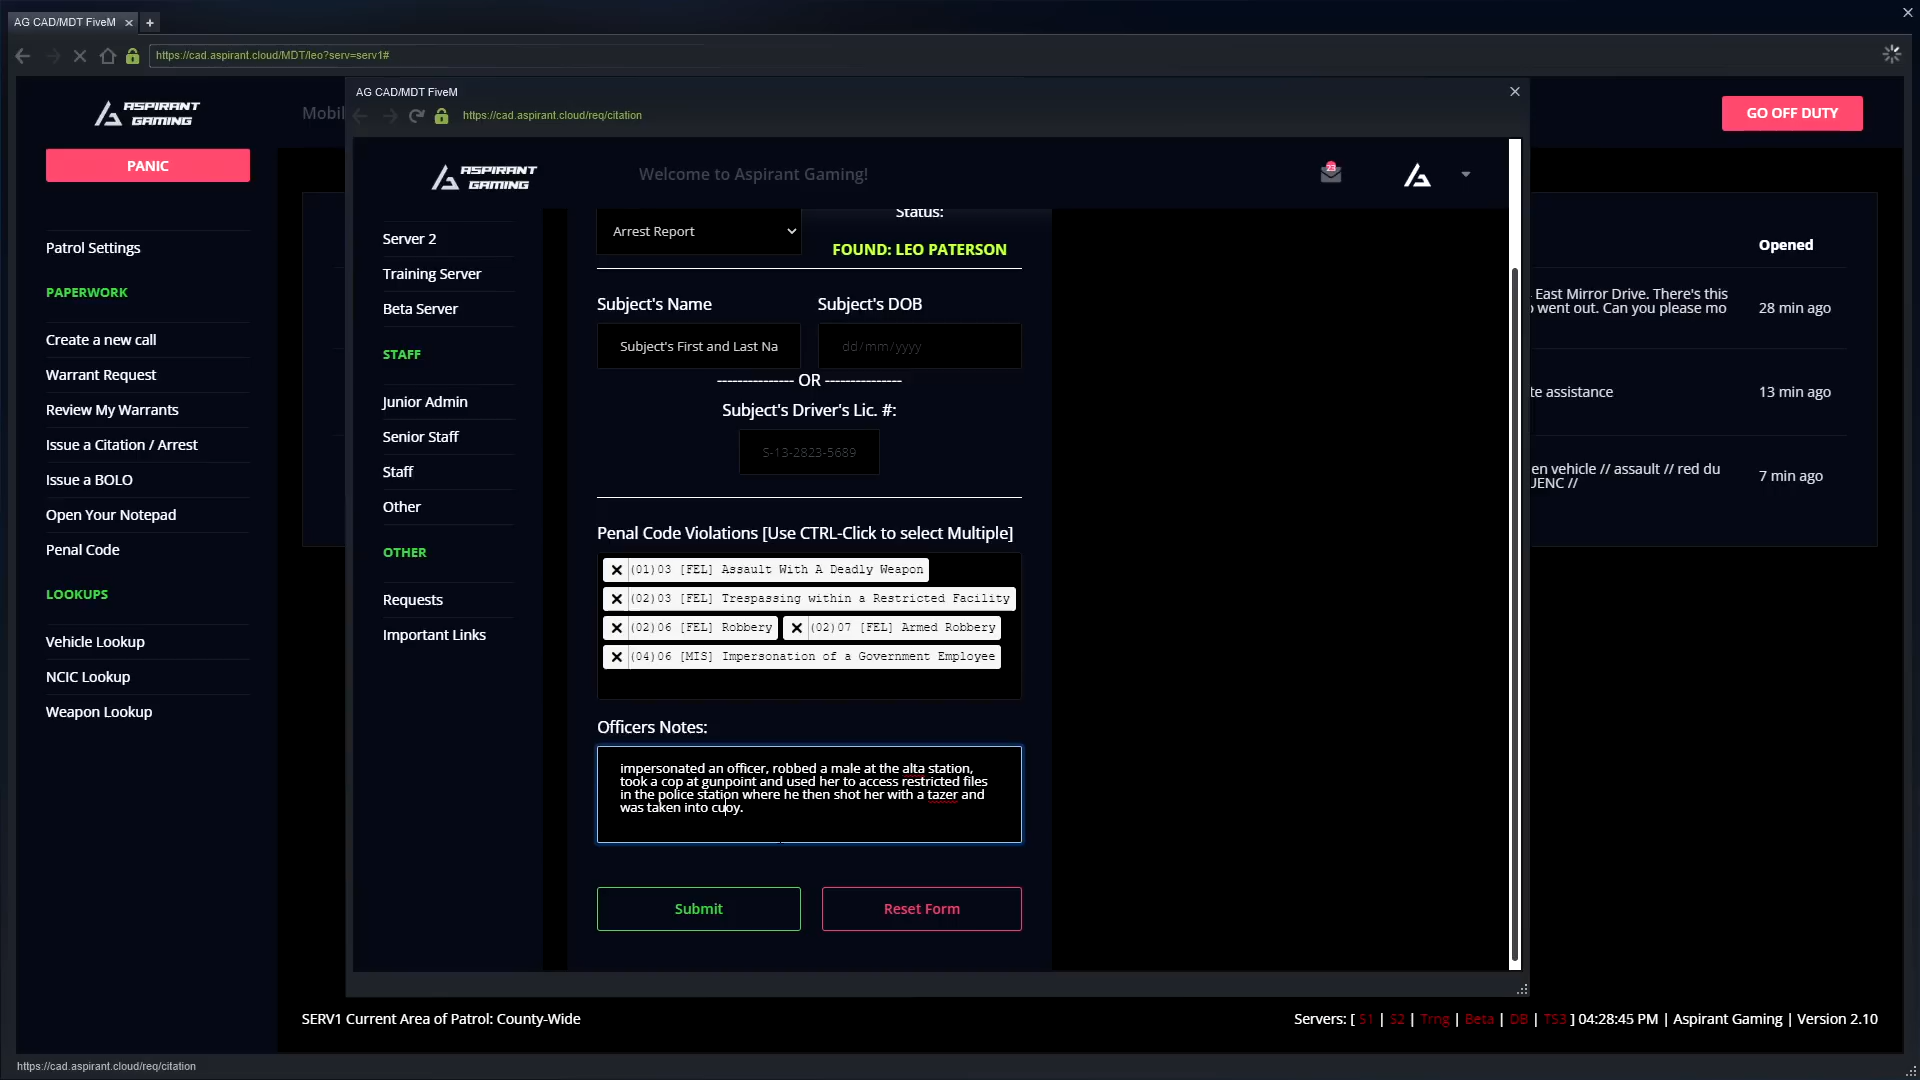 AG CAD/MDT FiveM
https://cad.aspirant.cloud/MDT/leo?serv=serv1#
ASPIRANT
GAMING
Mobil
GO OFF DUTY
PANIC
Patrol Settings
PAPERWORK
Create a new call
Warrant Request
Review My Warrants
Issue a Citation / Arrest
Issue a BOLO
Open Your Notepad
Penal Code
LOOKUPS
Vehicle Lookup
NCIC Lookup
Weapon Lookup
AG CAD/MDT FiveM
https://cad.aspirant.cloud/req/citation
ASPIRANT
GAMING
Welcome to Aspirant Gaming!
23
Server 2
Training Server
Beta Server
STAFF
Junior Admin
Senior Staff
Staff
Other
OTHER
Requests
Important Links
Status:
Arrest Report
FOUND: LEO PATERSON
Subject's Name
Subject's DOB
Subject's First and Last Na
dd/mm/yyyy
--------------- OR ---------------
Subject's Driver's Lic. #:
S-13-2823-5689
Penal Code Violations [Use CTRL-Click to select Multiple]
(01)03 [FEL] Assault With A Deadly Weapon
(02)03 [FEL] Trespassing within a Restricted Facility
(02)06 [FEL] Robbery
(02)07 [FEL] Armed Robbery
(04)06 [MIS] Impersonation of a Government Employee
Officers Notes:
impersonated an officer, robbed a male at the alta station,
took a cop at gunpoint and used her to access restricted files
in the police station where he then shot her with a tazer and
was taken into cuoy.
Submit
Reset Form
Opened
East Mirror Drive. There's this
went out. Can you please mo
28 min ago
te assistance
13 min ago
en vehicle // assault // red du
UENC //
7 min ago
SERV1 Current Area of Patrol: County-Wide
Servers: [ S1 | S2 | Trng | Beta | DB | TS3 ] 04:28:45 PM | Aspirant Gaming | Version 2.10
https://cad.aspirant.cloud/req/citation